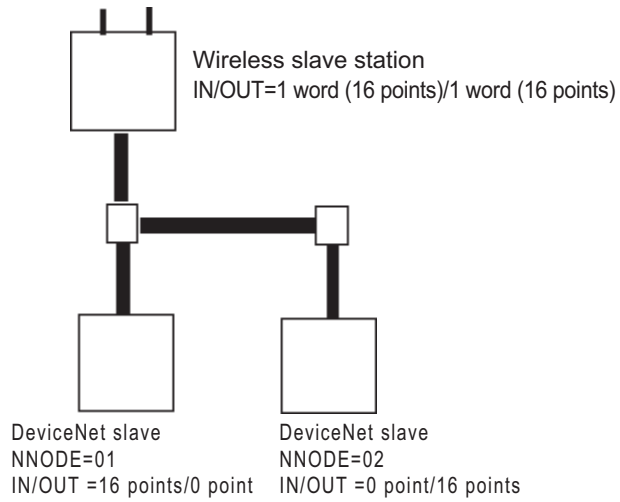 Wireless slave station
IN/OUT=1 word (16 points)/1 word (16 points)
DeviceNet slave
NNODE=01
IN/OUT =16 points/0 point
DeviceNet slave
NNODE=02
IN/OUT =0 point/16 points